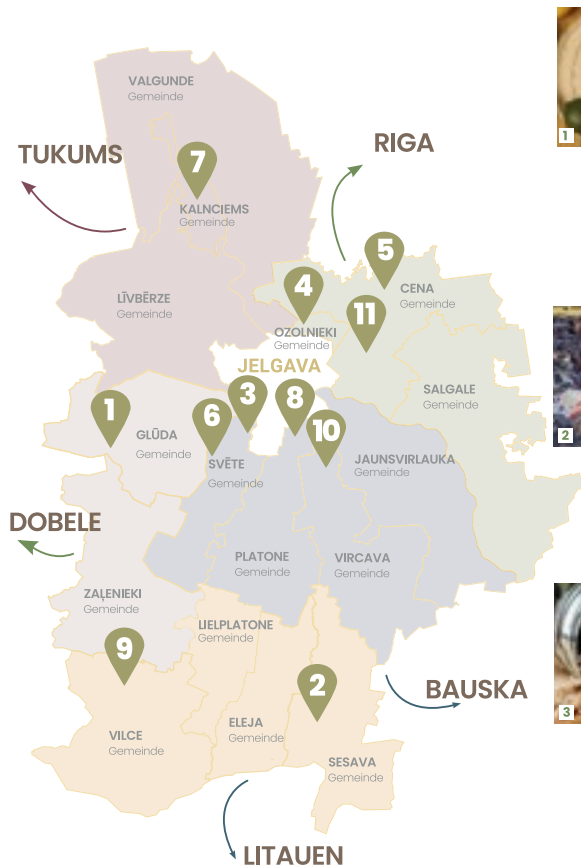 VALGUNDE
Gemeinde
TUKUMS
RIGA
7
KALNCIEMS
Gemeinde
5
4
CENA
Gemeinde
LĪVBĒRZE
Gemeinde
11
OZOLNIEKI
Gemeinde
JELGAVA
SALGALE
Gemeinde
1
6
3
8
10
GLŪDA
Gemeinde
SVĒTE
Gemeinde
JAUNSVIRLAUKA
Gemeinde
DOBELE
PLATONE
Gemeinde
VIRCAVA
Gemeinde
ZAĻENIEKI
Gemeinde
LIELPLATONE
Gemeinde
9
2
BAUSKA
VILCE
Gemeinde
ELEJA
Gemeinde
SESAVA
Gemeinde
LITAUEN
1
2
3